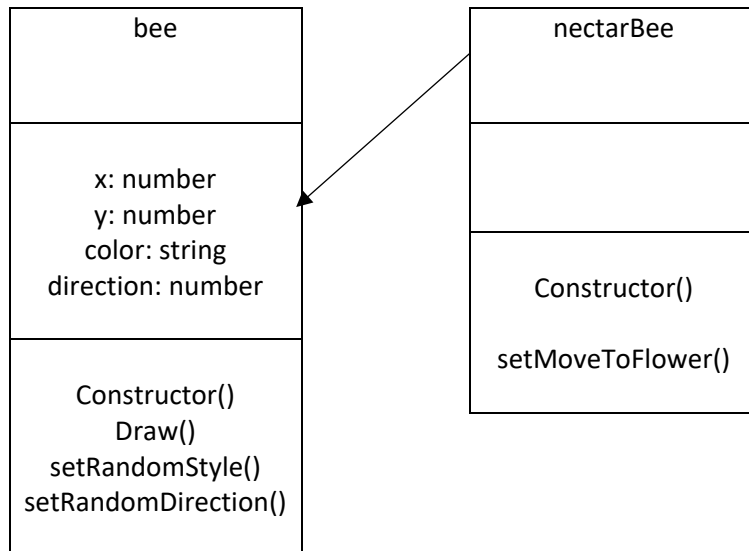 bee
x: number
y: number
color: string
direction: number
Constructor()
Draw()
setRandomStyle()
setRandomDirection()
nectarBee
Constructor()
setMoveToFlower()